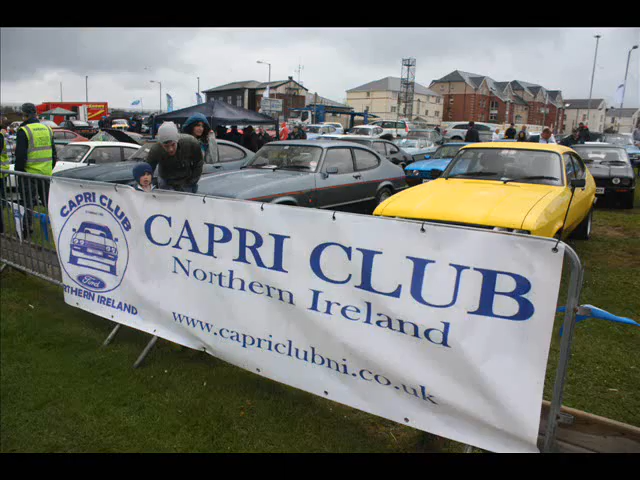 CAPRI CLUB
Ford
NORTHERN IRELAND
CAPRI CLUB
Northern Ireland
www.capriclubni.co.uk